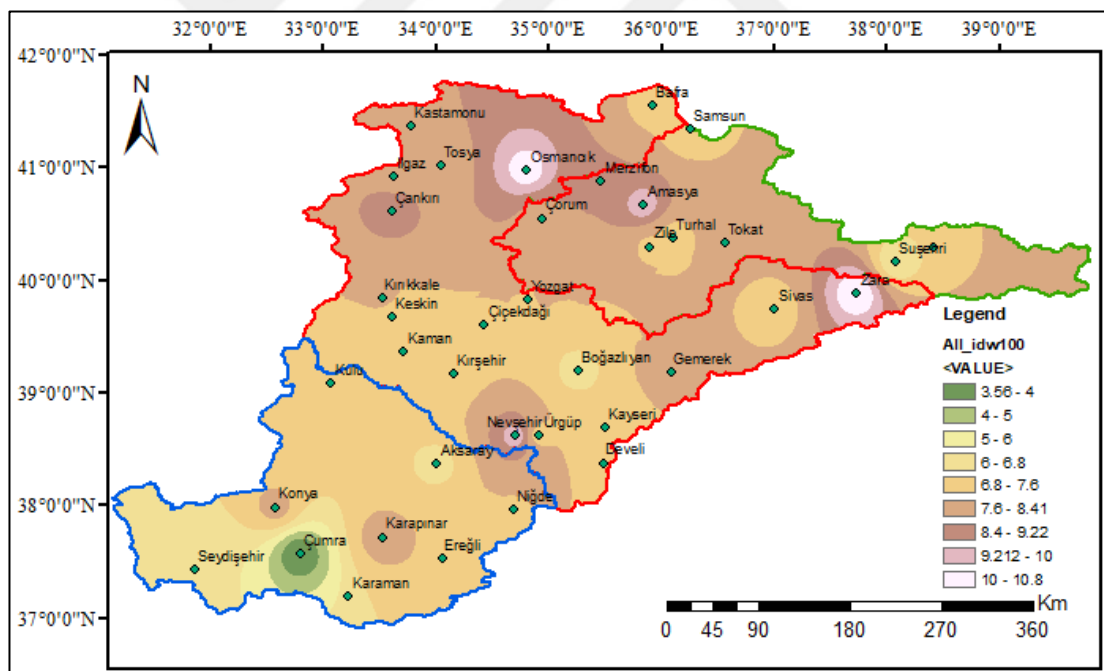 32°0'0"E 33°0'0"E 34°0'0"E 35°0'0"E 36°0'0"E 37°0'0"E 38°0'0"E 39°0'0"E
42°0'0"N
N
Bafra
Samsun
Kastamonu
41°0'0"N
Tosya
Osmancık
Merzifon
Ilgaz
Amasya
Çankırı
Çorum
Turhal
Zile
Tokat
Suşehri
40°0'0"N
Kırıkkale
Yozgat
Zara
Keskin
Çiçekdağı
Sivas
Kaman
Kırşehir
Boğazlıyan
Gemerek
39°0'0"N
Kulu
Nevşehir
Ürgüp
Kayseri
Aksaray
Develi
38°0'0"N
Konya
Niğde
Karapınar
Çumra
Ereğli
Seydişehir
Karaman
37°0'0"N
Legend
All_idw100
<VALUE>
3.56 - 4
4 - 5
5 - 6
6 - 6.8
6.8 - 7.6
7.6 - 8.41
8.4 - 9.22
9.212 - 10
10 - 10.8
Km
0 45 90 180 270 360